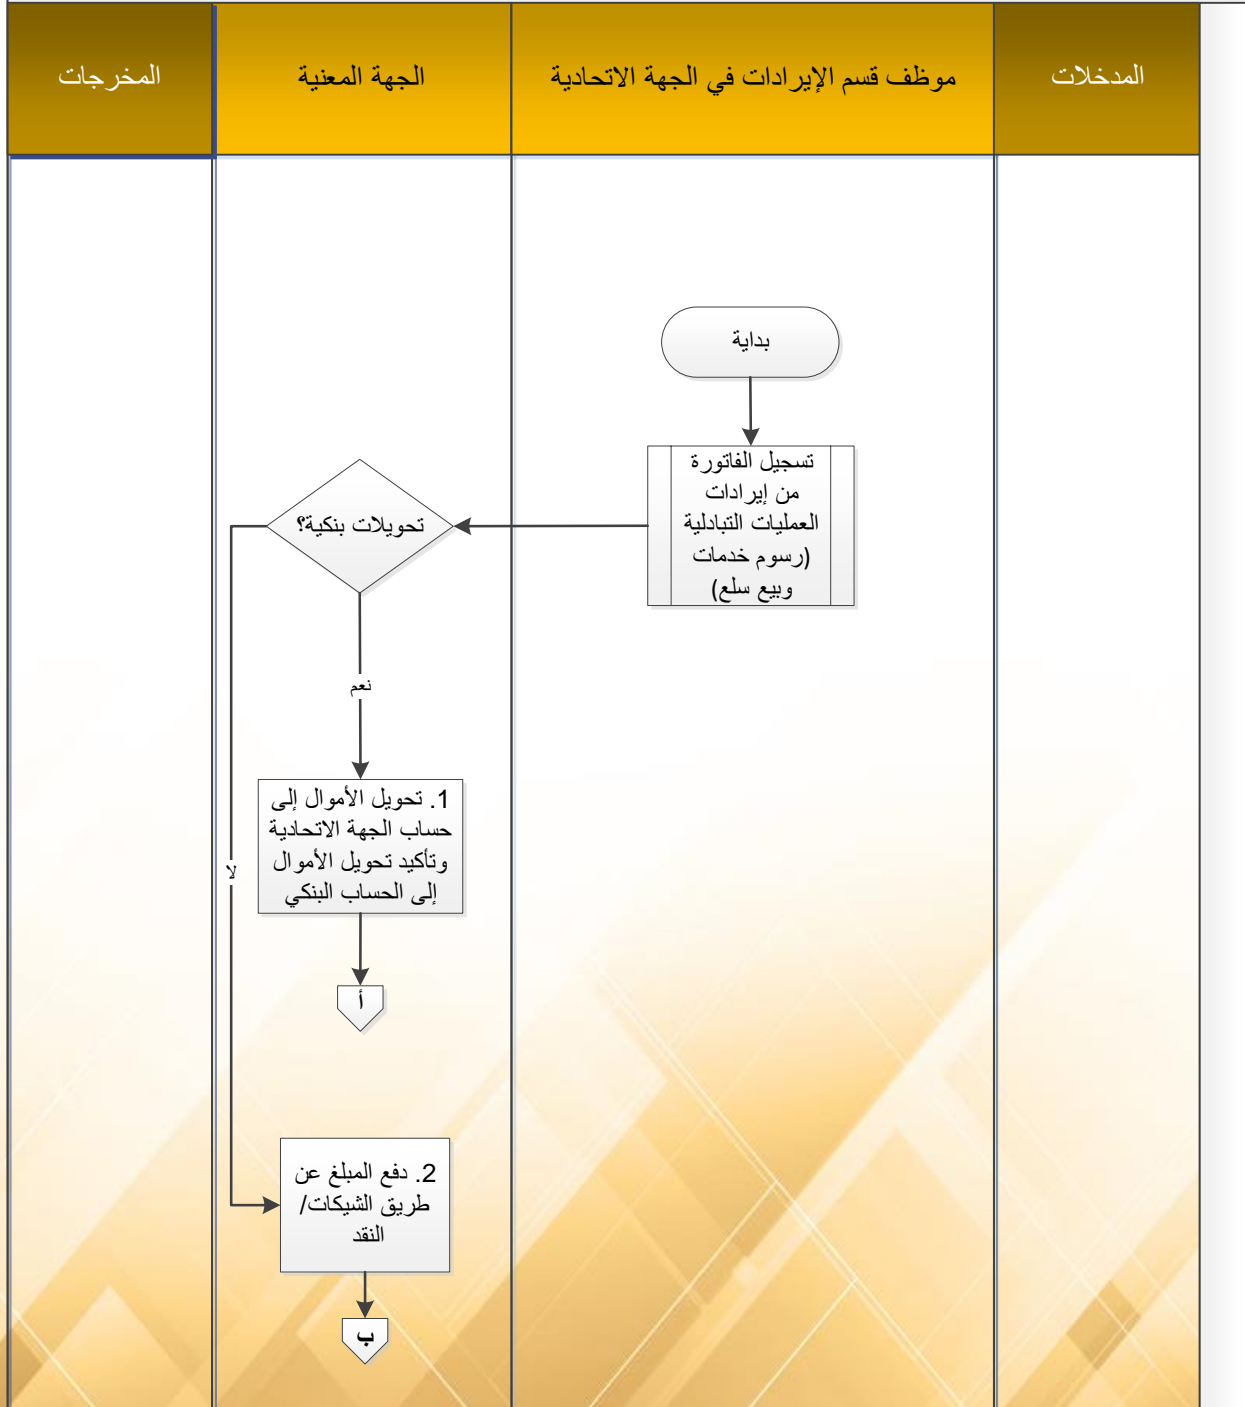 المدخلات
موظف قسم الإيرادات في الجهة الاتحادية
الجهة المعنية
المخرجات
بداية
تسجيل الفاتورة
من إيرادات
العمليات التبادلية
(رسوم خدمات
وبيع سلع)
تحويلات بنكية؟
نعم
لا
1. تحويل الأموال إلى
حساب الجهة الاتحادية
وتأكيد تحويل الأموال
إلى الحساب البنكي
أ
2. دفع المبلغ عن
طريق الشيكات/
النقد
ب